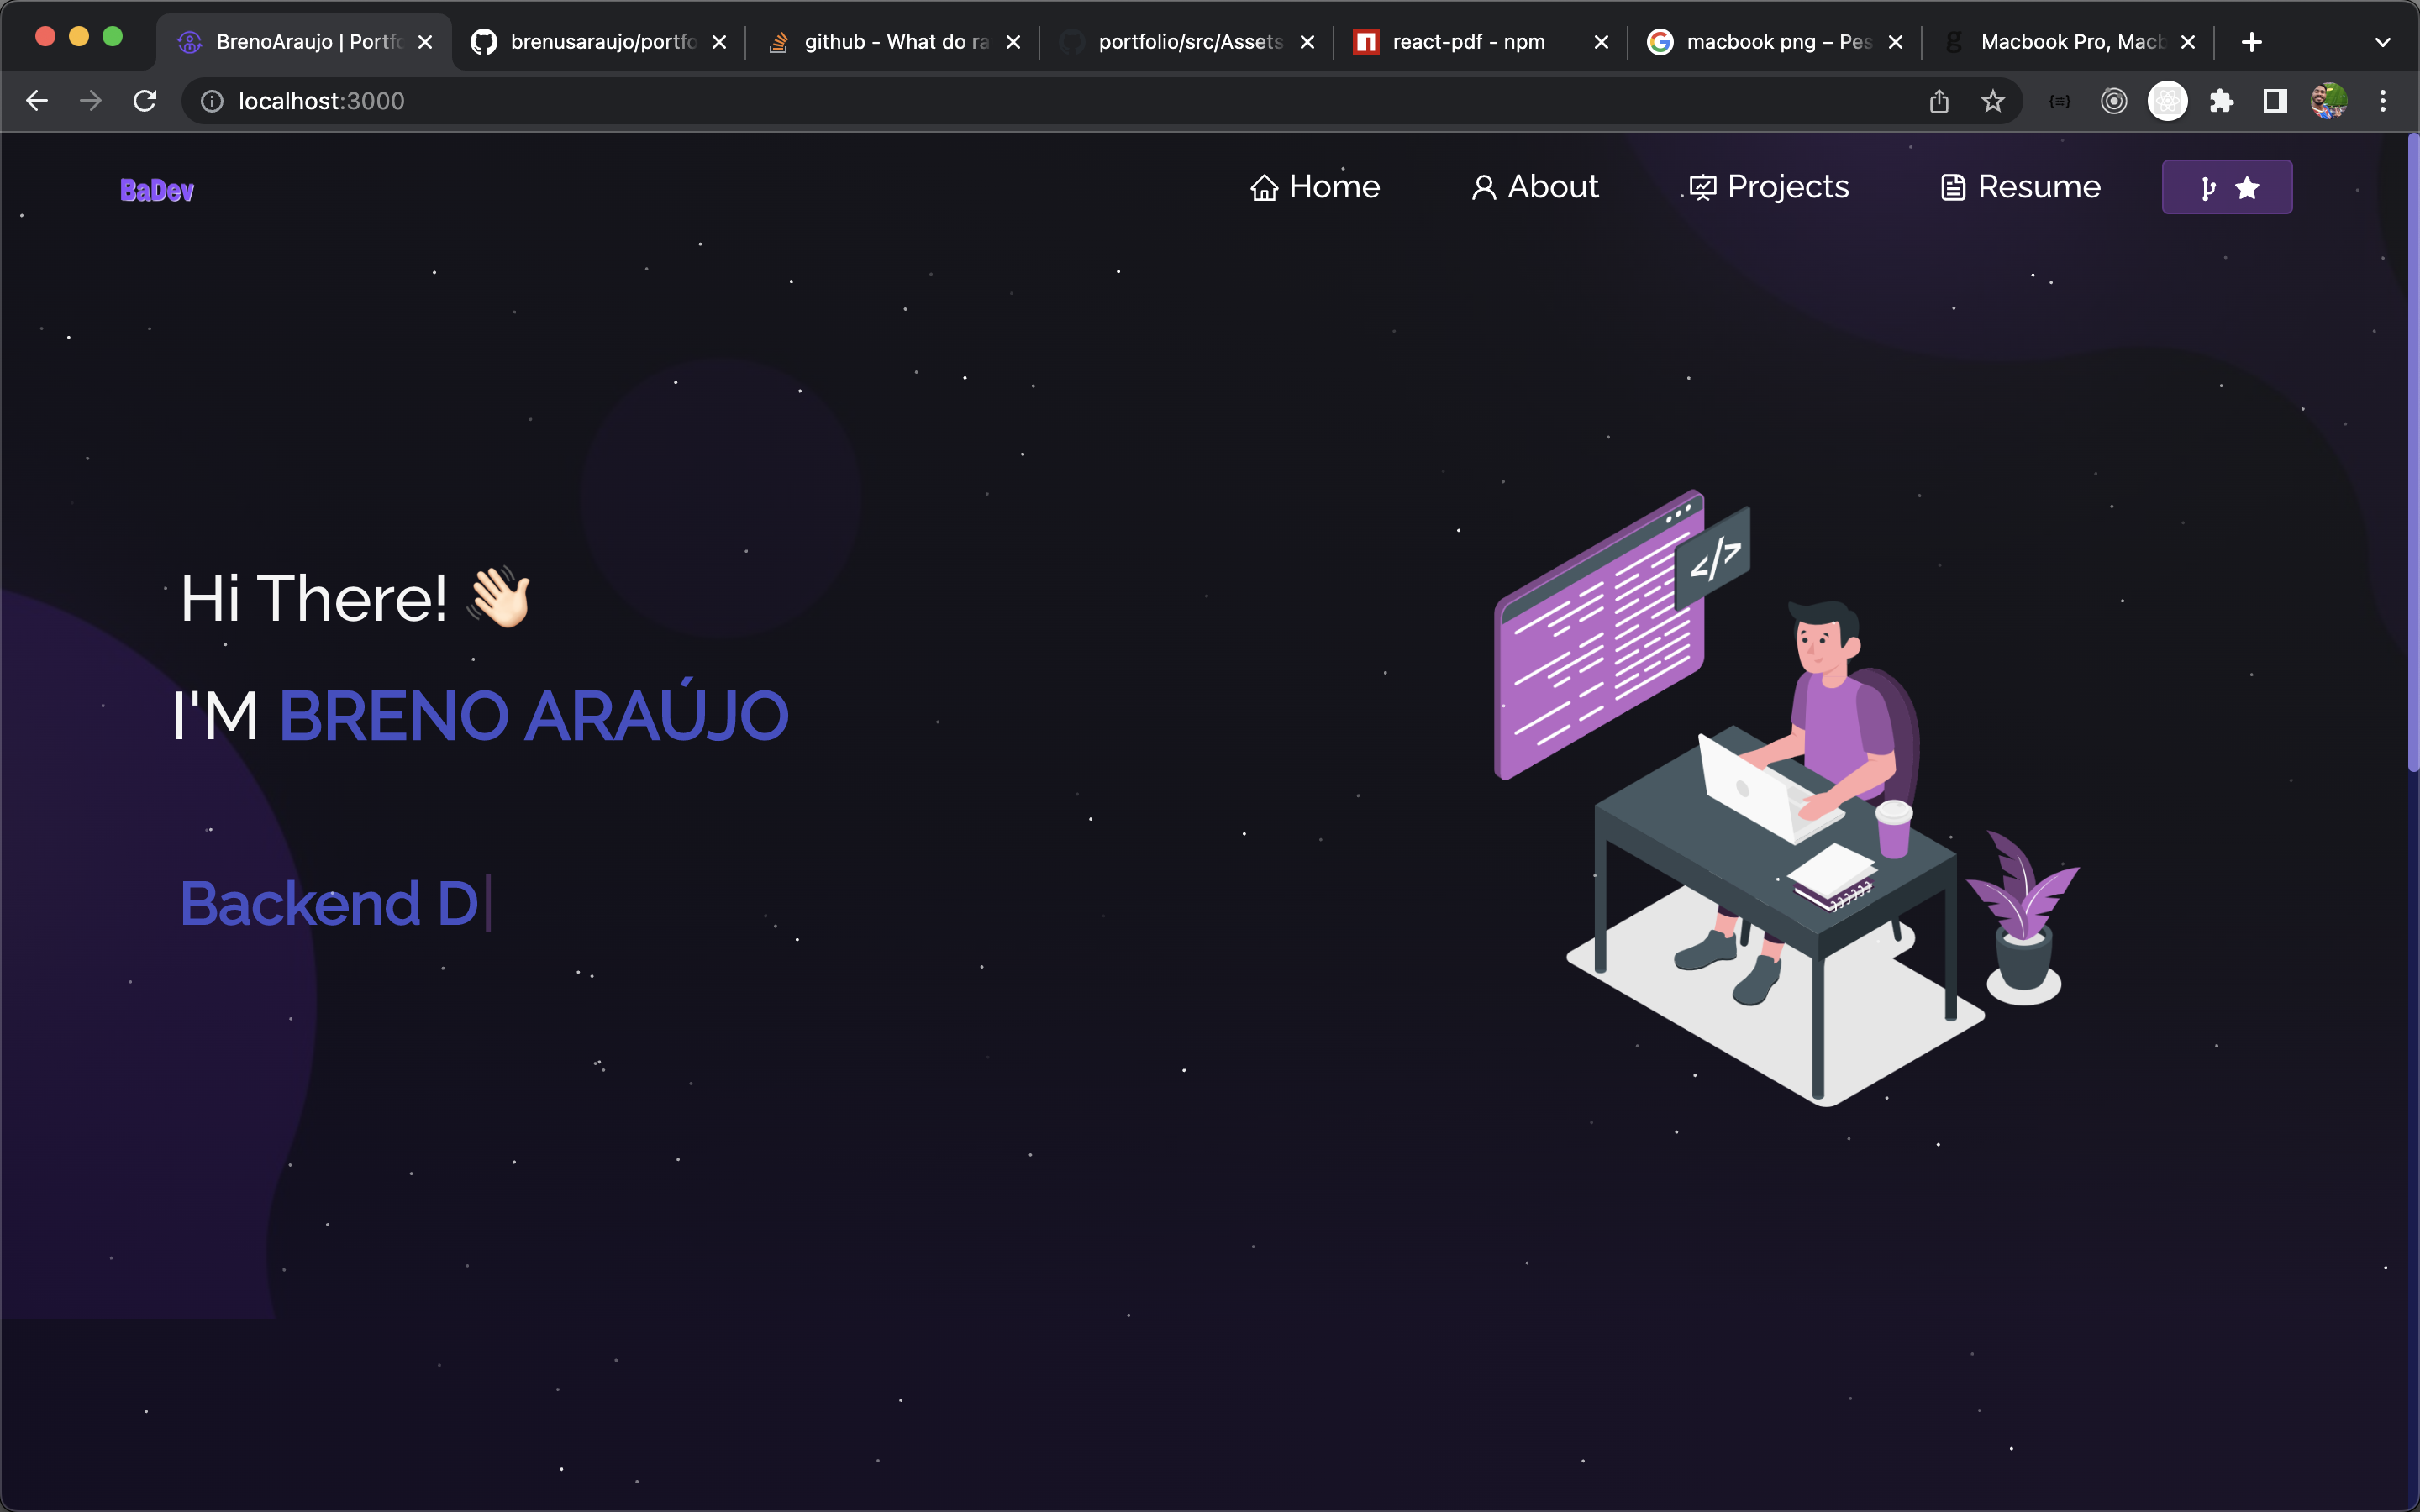 BrenoAraujo | Portfo
brenusaraujo/portfo
github - What do ra
portfolio/src/Assets
react-pdf - npm
macbook png – Pes
Macbook Pro, Macb
localhost:3000
BaDev
Home
About
Projects
Resume
</>
Hi There! 👋🏻
I'M BRENO ARAÚJO
Backend D|